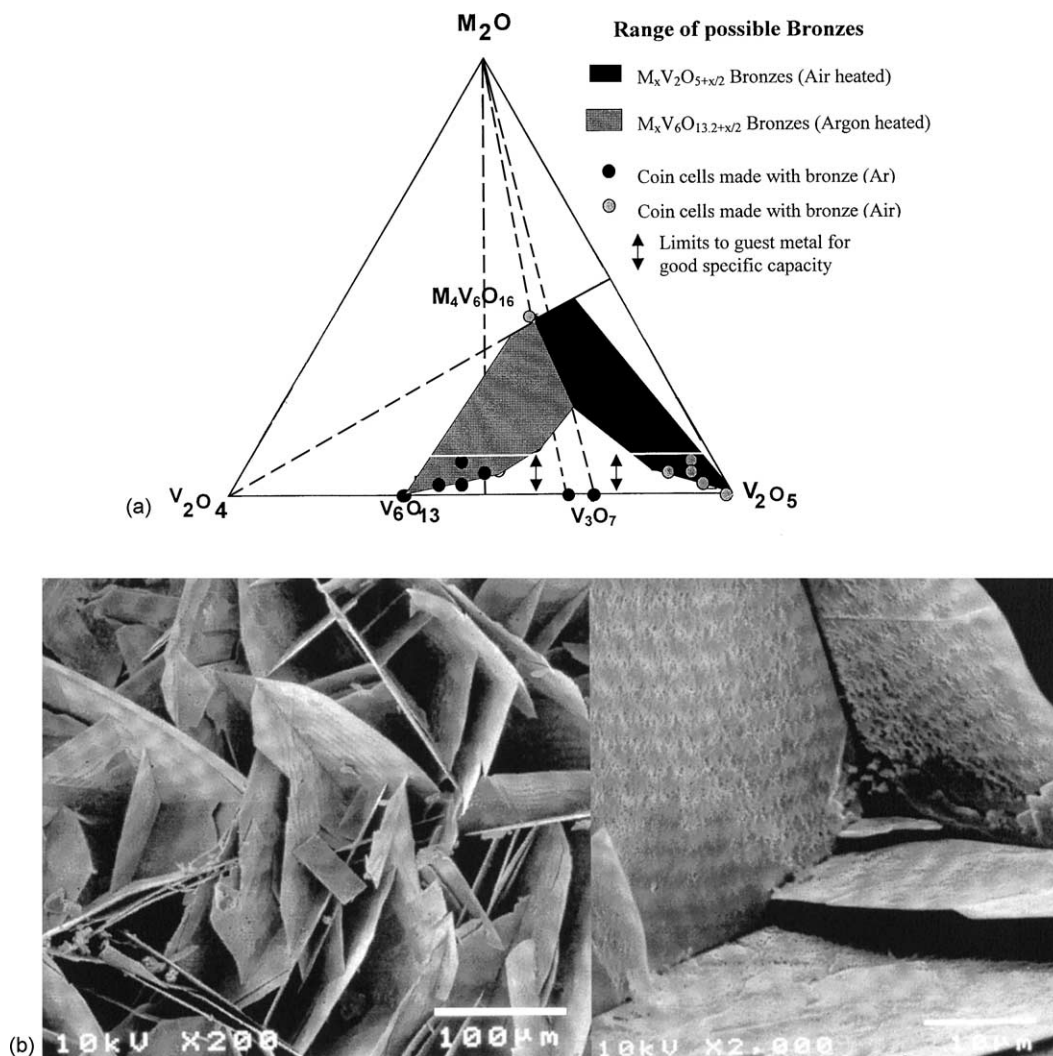 M₂O
Range of possible Bronzes
MₓV₂O₅₊ₓ/₂ Bronzes (Air heated)
MₓV₆O₁₃.₂₊ₓ/₂ Bronzes (Argon heated)
Coin cells made with bronze (Ar)
Coin cells made with bronze (Air)
Limits to guest metal for
good specific capacity
M₄V₆O₁₆
(a)
V₂O₄
V₆O₁₃
V₃O₇
V₂O₅
(b)
10kV X200 100μm
10kV X2,000 10μm